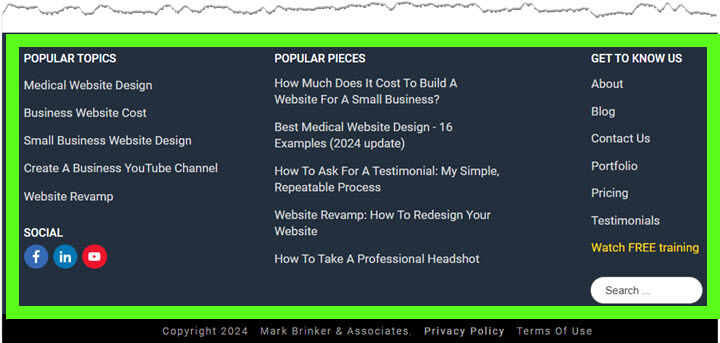 POPULAR TOPICS
Medical Website Design
Business Website Cost
Small Business Website Design
Create A Business YouTube Channel
Website Revamp
SOCIAL
f
in
POPULAR PIECES
How Much Does It Cost To Build A
Website For A Small Business?
Best Medical Website Design - 16
Examples (2024 update)
How To Ask For A Testimonial: My Simple,
Repeatable Process
Website Revamp: How To Redesign Your
Website
How To Take A Professional Headshot
GET TO KNOW US
About
Blog
Contact Us
Portfolio
Pricing
Testimonials
Watch FREE training
Search ...
Copyright 2024 Mark Brinker & Associates. Privacy Policy Terms Of Use